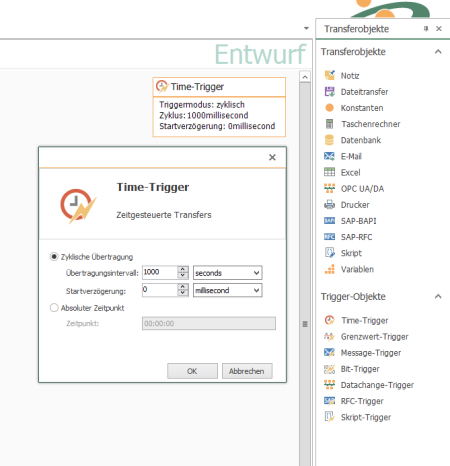 Entwurf
Time-Trigger
Triggermodus: zyklisch
Zyklus: 1000millisecond
Startverzögerung: 0millisecond
Time-Trigger
Zeitgesteuerte Transfers
Zyklische Übertragung
Übertragungsintervall: 1000 seconds
Startverzögerung: 0 millisecond
Absoluter Zeitpunkt
Zeitpunkt: 00:00:00
OK Abbrechen
Transferobjekte
Transferobjekte
Notiz
Dateitransfer
Konstanten
Taschenrechner
Datenbank
E-Mail
Excel
OPC UA/DA
Drucker
SAP-BAPI
SAP-RFC
Skript
Variablen
Trigger-Objekte
Time-Trigger
Grenzwert-Trigger
Message-Trigger
Bit-Trigger
Datachange-Trigger
RFC-Trigger
Skript-Trigger